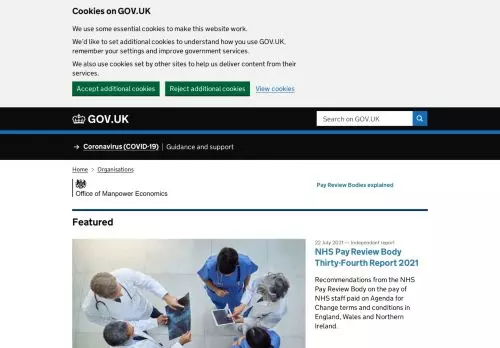 Cookies on GOV.UK
We use some essential cookies to make this website work.
We'd like to set additional cookies to understand how you use GOV.UK,
remember your settings and improve government services.
We also use cookies set by other sites to help us deliver content from their
services.
Accept additional cookies
Reject additional cookies
View cookies
GOV.UK
Search on GOV.UK
→ Coronavirus (COVID-19) | Guidance and support
Home > Organisations
Office of Manpower Economics
Pay Review Bodies explained
Featured
22 July 2021 — Independent report
NHS Pay Review Body
Thirty-Fourth Report 2021
Recommendations from the NHS
Pay Review Body on the pay of
NHS staff paid on Agenda for
Change terms and conditions in
England, Wales and Northern
Ireland.